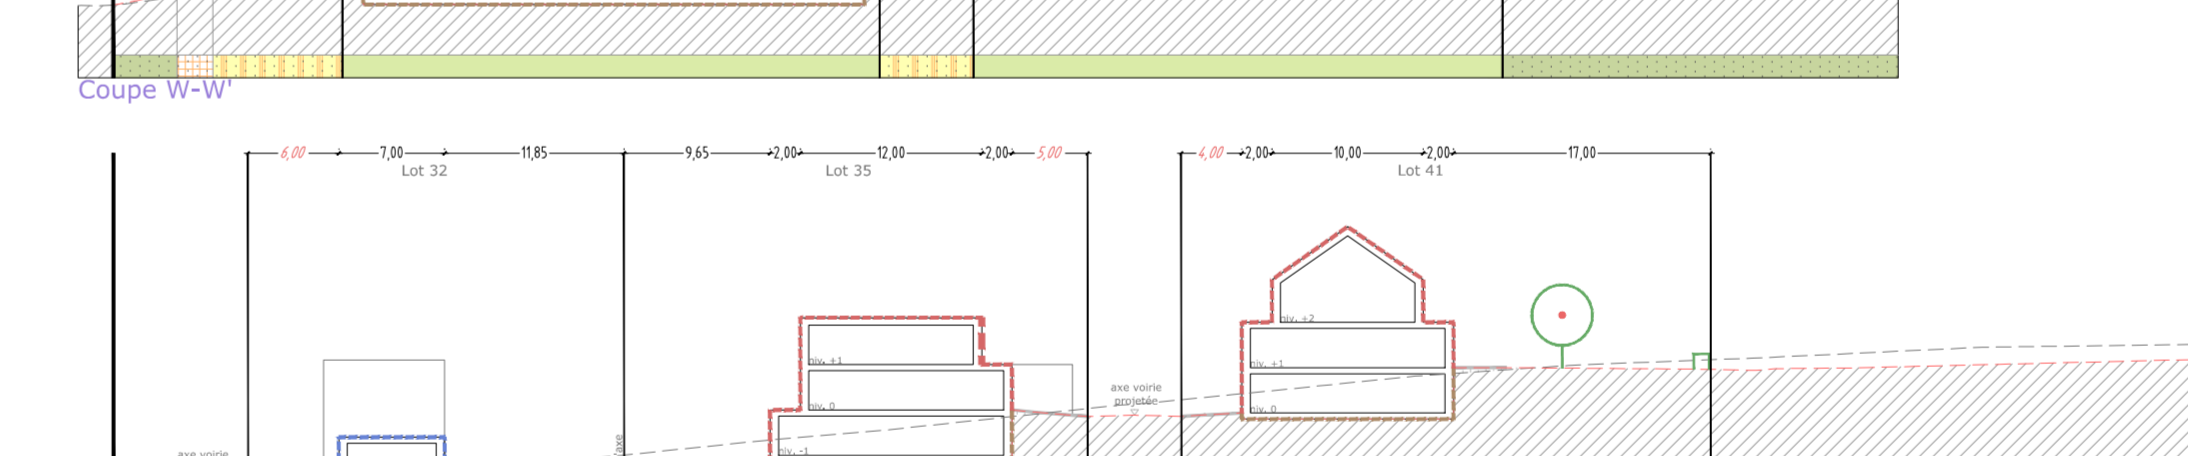 Coupe W-W'
6,00 7,00 11,85 9,65 2,00 12,00 2,00 5,00 4,00 2,00 10,00 2,00 17,00
Lot 32 Lot 35 Lot 41
niv. +2
niv. +1
niv. +1
axe voirie
projetée
niv. 0
niv. 0
l'axe
niv. -1
axe voirie